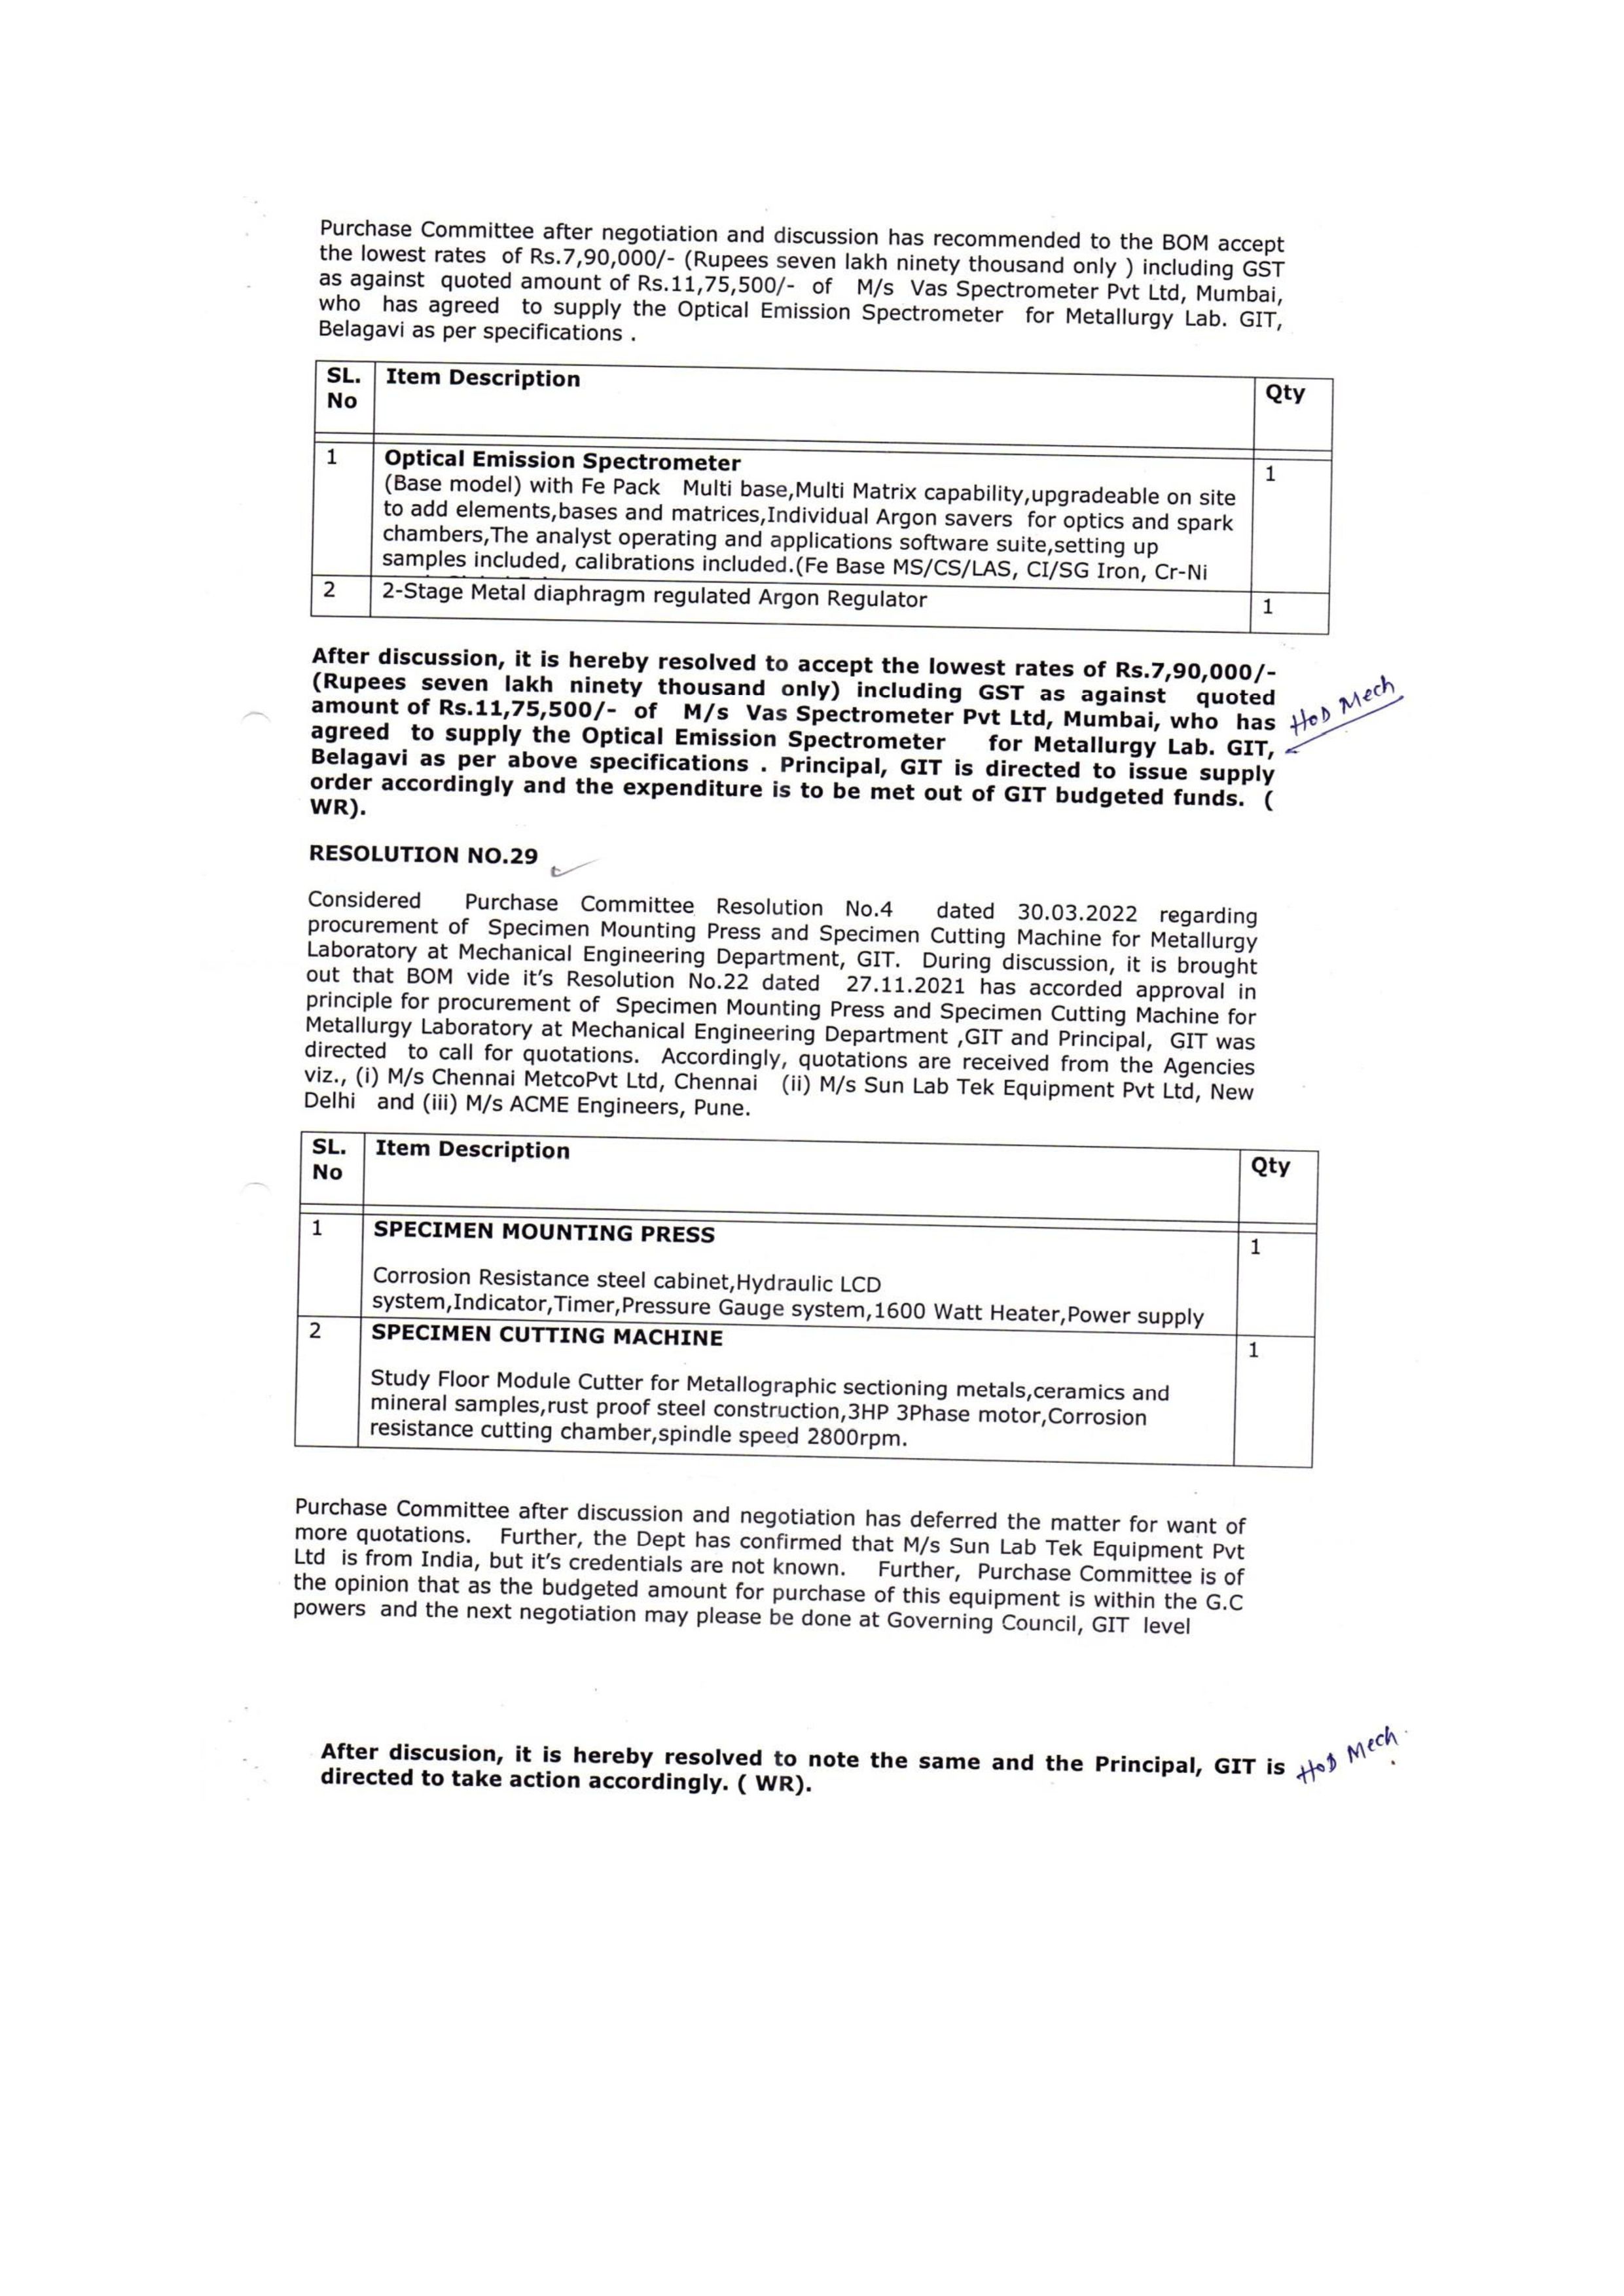 Purchase Committee after negotiation and discussion has recommended to the BOM accept
the lowest rates of Rs.7,90,000/- (Rupees seven lakh ninety thousand only ) including GST
as against quoted amount of Rs.11,75,500/- of M/s Vas Spectrometer Pvt Ltd, Mumbai,
who has agreed to supply the Optical Emission Spectrometer for Metallurgy Lab. GIT,
Belagavi as per specifications .
SL. No Item Description Qty
1 Optical Emission Spectrometer 1
(Base model) with Fe Pack Multi base,Multi Matrix capability,upgradeable on site
to add elements,bases and matrices,Individual Argon savers for optics and spark
chambers,The analyst operating and applications software suite,setting up
samples included, calibrations included.(Fe Base MS/CS/LAS, CI/SG Iron, Cr-Ni
2 2-Stage Metal diaphragm regulated Argon Regulator 1
After discussion, it is hereby resolved to accept the lowest rates of Rs.7,90,000/-
(Rupees seven lakh ninety thousand only) including GST as against quoted
amount of Rs.11,75,500/- of M/s Vas Spectrometer Pvt Ltd, Mumbai, who has
agreed to supply the Optical Emission Spectrometer for Metallurgy Lab. GIT,
Belagavi as per above specifications . Principal, GIT is directed to issue supply
order accordingly and the expenditure is to be met out of GIT budgeted funds. (
WR).
HOD Mech
RESOLUTION NO.29
Considered Purchase Committee Resolution No.4 dated 30.03.2022 regarding
procurement of Specimen Mounting Press and Specimen Cutting Machine for Metallurgy
Laboratory at Mechanical Engineering Department, GIT. During discussion, it is brought
out that BOM vide it's Resolution No.22 dated 27.11.2021 has accorded approval in
principle for procurement of Specimen Mounting Press and Specimen Cutting Machine for
Metallurgy Laboratory at Mechanical Engineering Department ,GIT and Principal, GIT was
directed to call for quotations. Accordingly, quotations are received from the Agencies
viz., (i) M/s Chennai MetcoPvt Ltd, Chennai (ii) M/s Sun Lab Tek Equipment Pvt Ltd, New
Delhi and (iii) M/s ACME Engineers, Pune.
SL. No Item Description Qty
1 SPECIMEN MOUNTING PRESS 1
Corrosion Resistance steel cabinet,Hydraulic LCD
system,Indicator,Timer,Pressure Gauge system,1600 Watt Heater,Power supply
2 SPECIMEN CUTTING MACHINE 1
Study Floor Module Cutter for Metallographic sectioning metals,ceramics and
mineral samples,rust proof steel construction,3HP 3Phase motor,Corrosion
resistance cutting chamber,spindle speed 2800rpm.
Purchase Committee after discussion and negotiation has deferred the matter for want of
more quotations. Further, the Dept has confirmed that M/s Sun Lab Tek Equipment Pvt
Ltd is from India, but it's credentials are not known. Further, Purchase Committee is of
the opinion that as the budgeted amount for purchase of this equipment is within the G.C
powers and the next negotiation may please be done at Governing Council, GIT level
After discusion, it is hereby resolved to note the same and the Principal, GIT is
directed to take action accordingly. ( WR).
HOD Mech